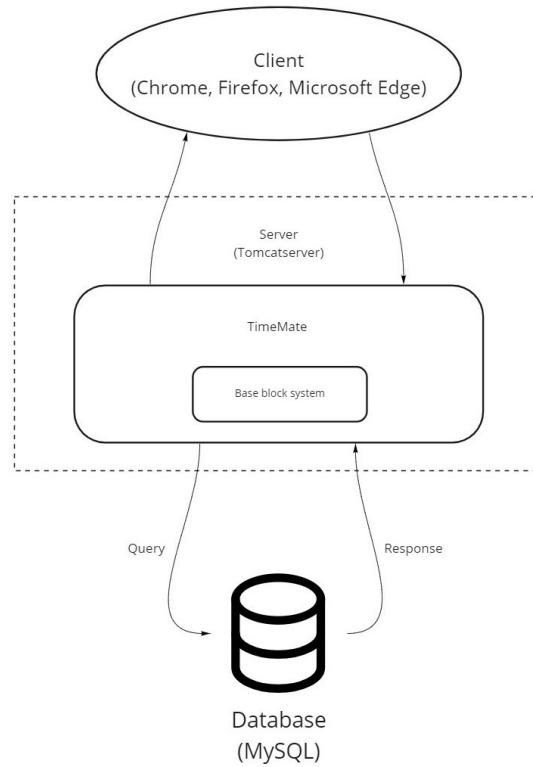 Client
(Chrome, Firefox, Microsoft Edge)
Server
(Tomcatserver)
TimeMate
Base block system
Query
Response
Database
(MySQL)